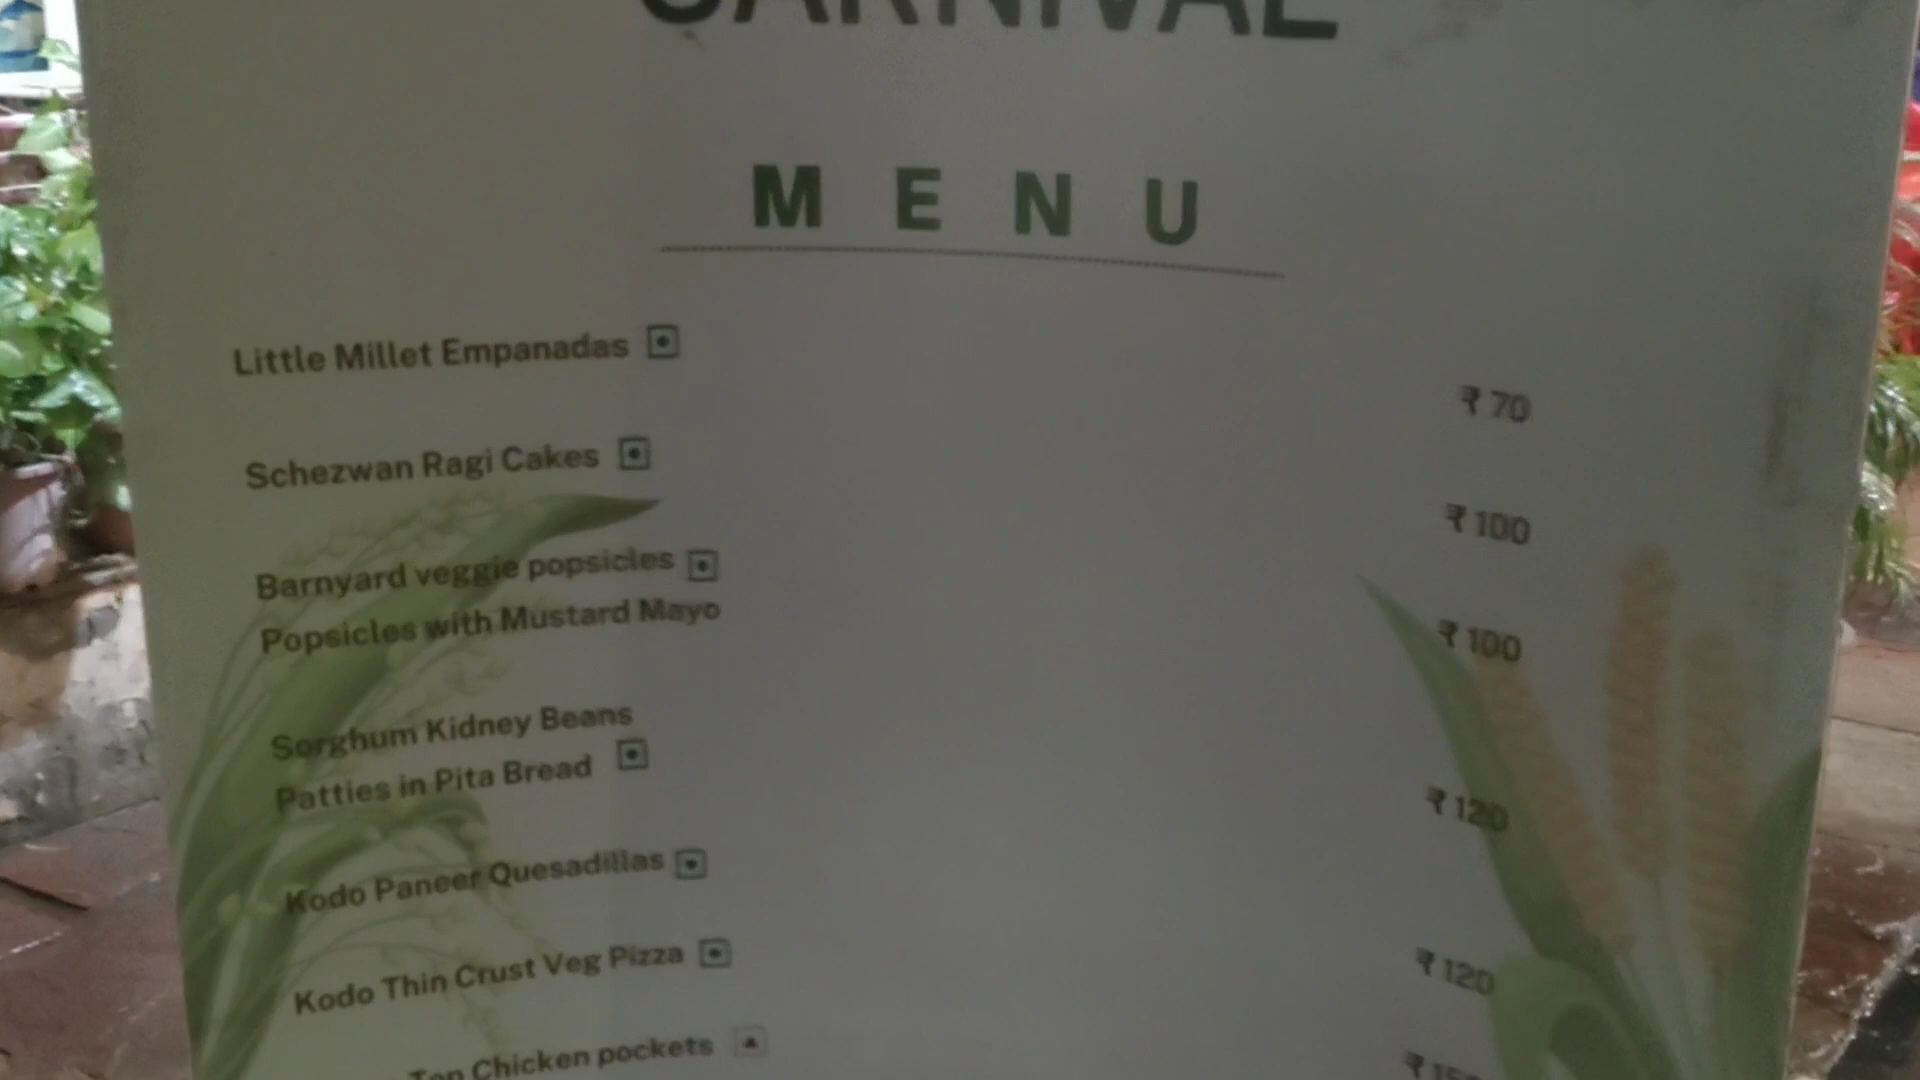 CARNIVAL
MENU
Little Millet Empanadas ₹ 70
Schezwan Ragi Cakes ₹ 100
Barnyard veggie popsicles ₹ 100
Popsicles with Mustard Mayo
Sorghum Kidney Beans
Patties in Pita Bread ₹ 120
Kodo Paneer Quesadillas ₹ 120
Kodo Thin Crust Veg Pizza
Chicken pockets